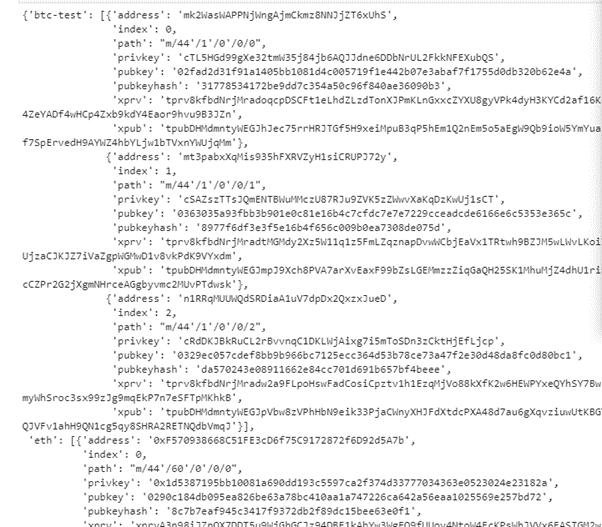 {'btc-test': [{'address': 'mk2WasWAPPNjWngAjmCkmz8NNJjZT6xUhS',
'index': 0,
'path': "m/44'/1'/0'/0/0",
'privkey': 'cTL5HGd99gXe32tmW35j84jb6AQJJdne6DDbNrUL2FkkNFEXubQS',
'pubkey': '02fad2d31f91a1405bb1081d4c005719f1e442b07e3abaf7f1755d0db320b62e4a',
'pubkeyhash': '31778534172be9dd7c354a50c96f840ae36090b3',
'xprv': 'tprv8kfbdNrjMradoqcpDSCFt1eLhdZLzdTonXJPmKLnGxxcZYXU8gyVPk4dyH3KYCd2af16K
4ZeYADf4wHCp4Zxb9kdY4Eaor9hvu9B3JZn',
'xpub': 'tpubDHMdmntyWEGJhJec75rrHRJTGf5H9xeiMpuB3qP5hEm1Q2nEm5o5aEgW9Qb9ioW5YmYua
f7SpErvedH9AYWZ4hbYLjw1bTVxnYWUjqMm'},
{'address': 'mt3pabxXqMis935hFXRVZyH1siCRUPJ72y',
'index': 1,
'path': "m/44'/1'/0'/0/1",
'privkey': 'cSAZszTTsJQmENTBWuMMczU87RJu9ZVK5zZWwvXaKqDzKwUj1sCT',
'pubkey': '0363035a93fbb3b901e0c81e16b4c7cfdc7e7e7229cceadcde6166e6c5353e365c',
'pubkeyhash': '8977f6df3e3f5e16b4f656c009b0ea7308de075d',
'xprv': 'tprv8kfbdNrjMradtMGMdy2Xz5W11q1z5FmLZqznapDvwWCbjEaVx1TRtwh9BZJM5wLWvLKoi
UjzaCJKJZ7iVaZgpWGMwD1v8vkPdK9VYxdm',
'xpub': 'tpubDHMdmntyWEGJmpJ9Xch8PVA7arXvEaxF99bZsLGEMmzzZiqGaQH25SK1MhuMjZ4dhU1ri
cCZPr2G2jXgmNHrceAGgbyvmc2MUvPTdwsk'},
{'address': 'n1RRqMUUWQdSRDiaA1uV7dpDx2QxzxJueD',
'index': 2,
'path': "m/44'/1'/0'/0/2",
'privkey': 'cRdDKJBkRuCL2rBvvnqC1DKLWjAixg7i5mToSDn3zCktHjEfLjcp',
'pubkey': '0329ec057cdef8bb9b966bc7125ecc364d53b78ce73a47f2e30d48da8fc0d80bc1',
'pubkeyhash': 'da570243e08911662e84cc701d691b657bf4beee',
'xprv': 'tprv8kfbdNrjMradw2a9FLpoHswFadCosiCpztv1h1EzqMjVo88kXfK2w6HEWPYxeQYhSY7Bw
myWhSroc3sx99zJg9mqEkP7n7eSFTpMKhkB',
'xpub': 'tpubDHMdmntyWEGJpVbw8zVPhHbN9eik33PjaCWnyXHJFdXtdcPXA48d7au6gXqvziuwUtKBG
QJVFv1ahH9QN1cg5qy8SHRA2RETNQdbVmqJ'}],
'eth': [{'address': '0xF570938668C51FE3cD6f75C9172872f6D92d5A7b',
'index': 0,
'path': "m/44'/60'/0'/0/0",
'privkey': '0x1d5387195bb10081a690dd193c5597ca2f374d33777034363e0523024e23182a',
'pubkey': '0290c184db095ea826be63a78bc410aa1a747226ca642a56eaa1025569e257bd72',
'pubkeyhash': '8c7b7eaf945c3417f9372db2f89dc15bee63e0f1',